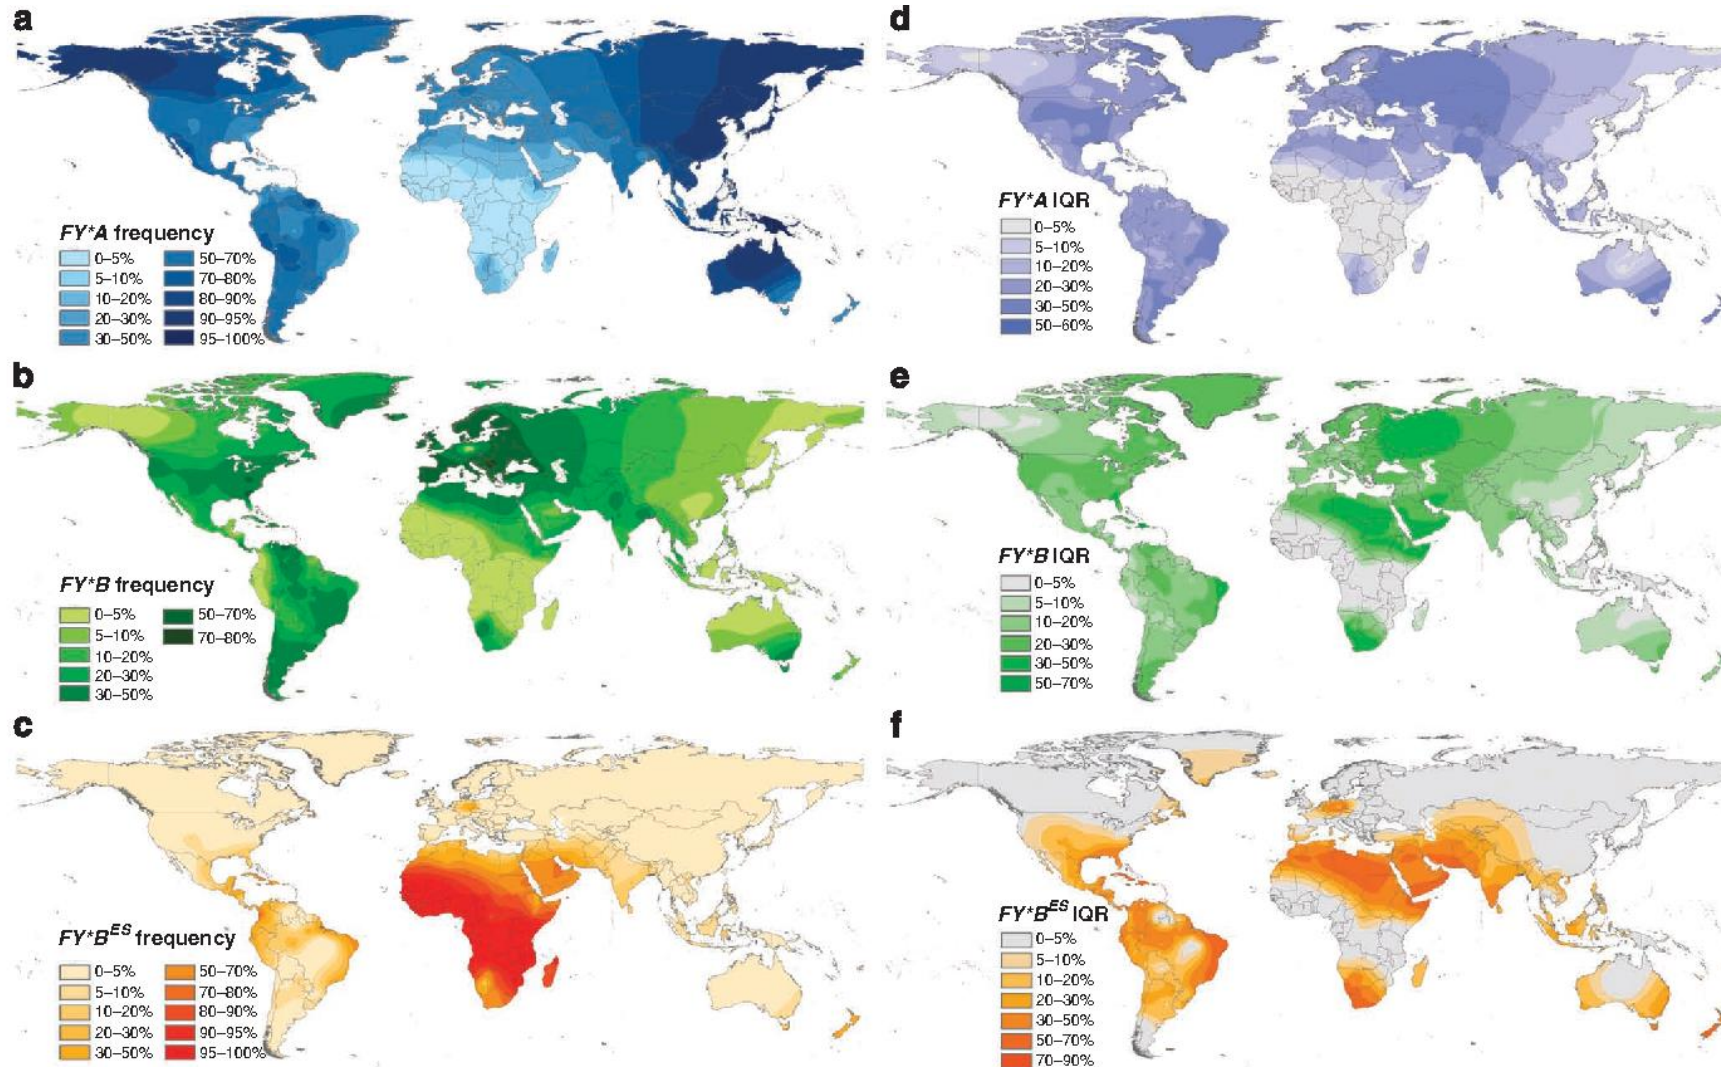 a
FY*A frequency
0–5% 50–70%
5–10% 70–80%
10–20% 80–90%
20–30% 90–95%
30–50% 95–100%
d
FY*A IQR
0–5%
5–10%
10–20%
20–30%
30–50%
50–60%
b
FY*B frequency
0–5% 50–70%
5–10% 70–80%
10–20%
20–30%
30–50%
e
FY*B IQR
0–5%
5–10%
10–20%
20–30%
30–50%
50–70%
c
FY*B^ES frequency
0–5% 50–70%
5–10% 70–80%
10–20% 80–90%
20–30% 90–95%
30–50% 95–100%
f
FY*B^ES IQR
0–5%
5–10%
10–20%
20–30%
30–50%
50–70%
70–90%